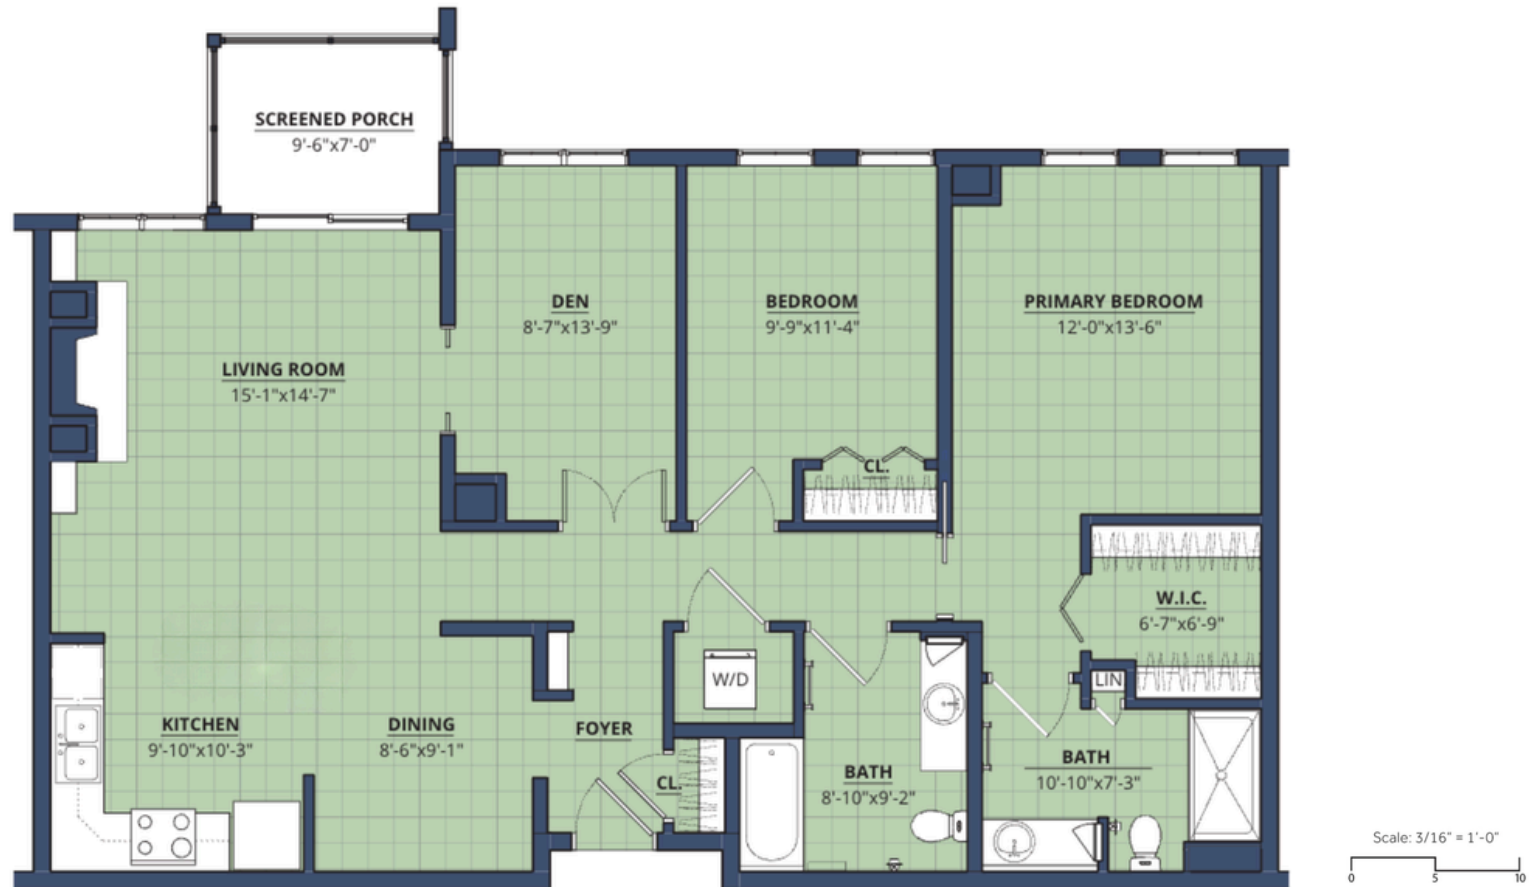 SCREENED PORCH
9'-6"x7'-0"
DEN
8'-7"x13'-9"
BEDROOM
9'-9"x11'-4"
PRIMARY BEDROOM
12'-0"x13'-6"
LIVING ROOM
15'-1"x14'-7"
CL.
W.I.C.
6'-7"x6'-9"
W/D
LIN
KITCHEN
9'-10"x10'-3"
DINING
8'-6"x9'-1"
FOYER
CL.
BATH
8'-10"x9'-2"
BATH
10'-10"x7'-3"
Scale: 3/16" = 1'-0"
0 5 10